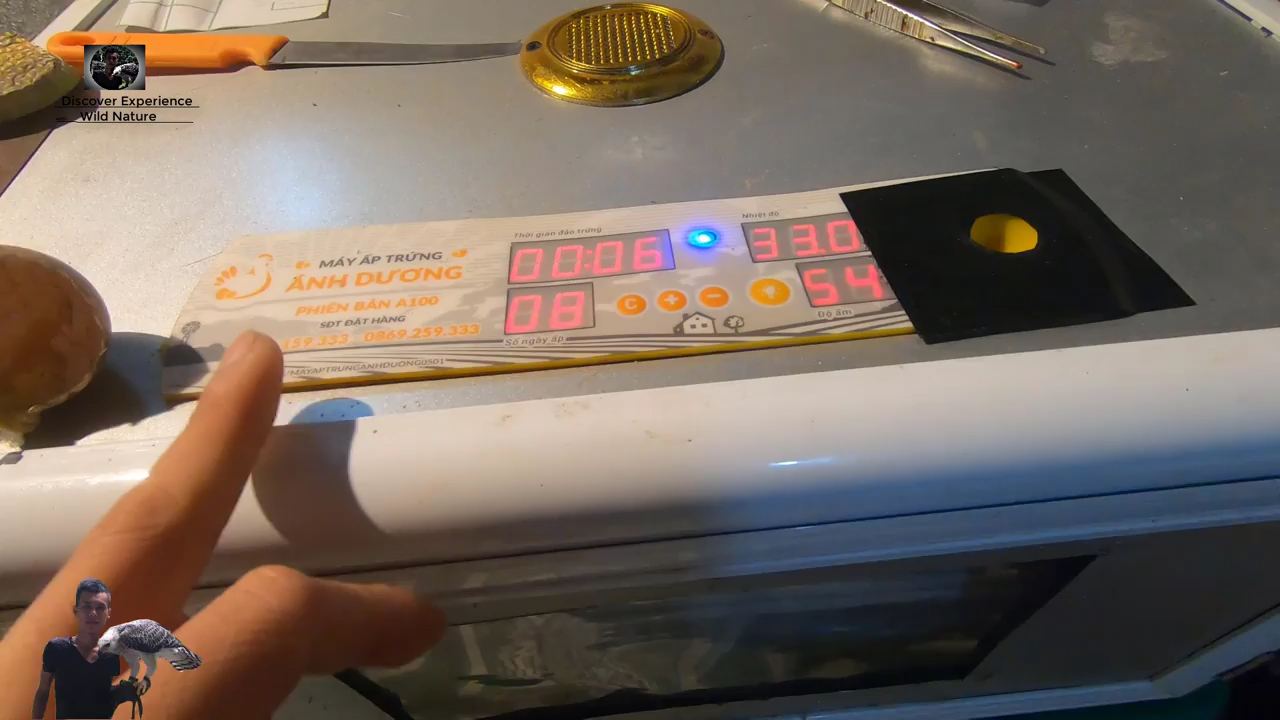 Discover Experience
Wild Nature
MÁY ẤP TRỨNG
ÁNH DƯƠNG
PHIÊN BẢN A100
SĐT ĐẶT HÀNG
159.333 0869.259.333
/MAYAPTRUNGANHDUONG0501
Thời gian đảo trứng
00:06
08
Số ngày ấp
C + -
Nhiệt độ
33.0
54
Độ ẩm